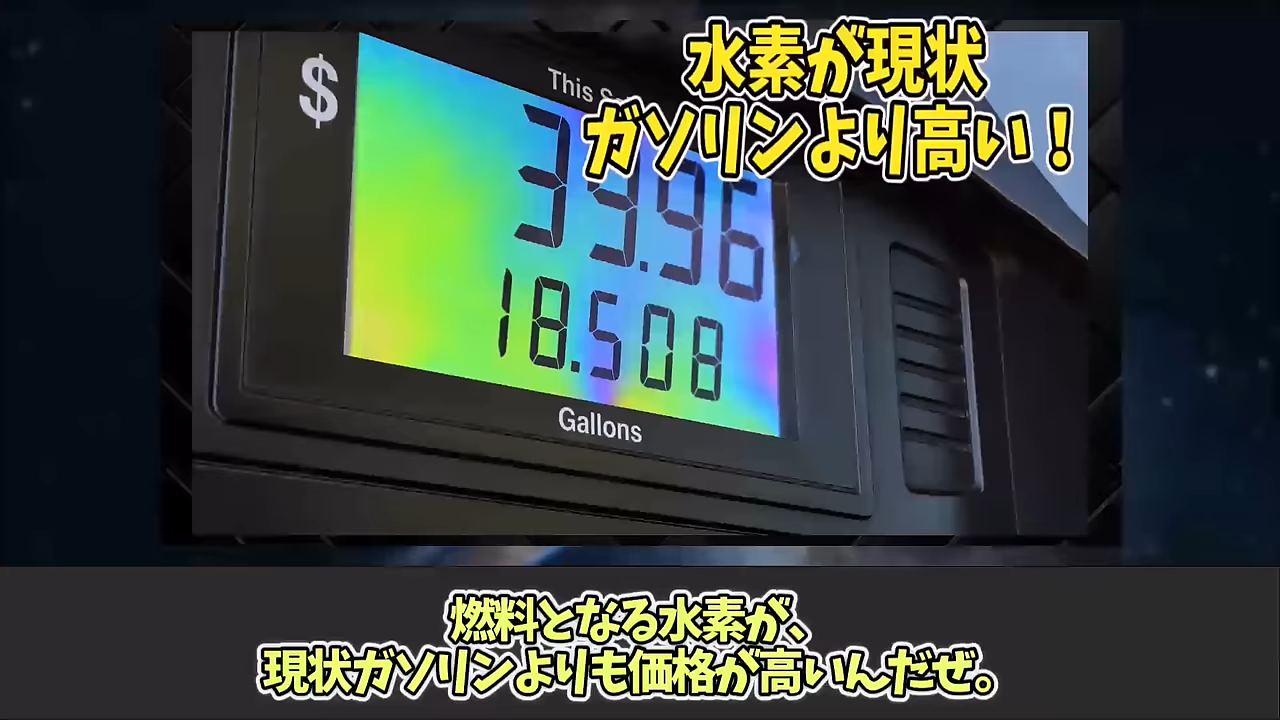 水素が現状
ガソリンより高い！
$
This
39.96
18.508
Gallons
燃料となる水素が、
現状ガソリンよりも価格が高いんだぜ。